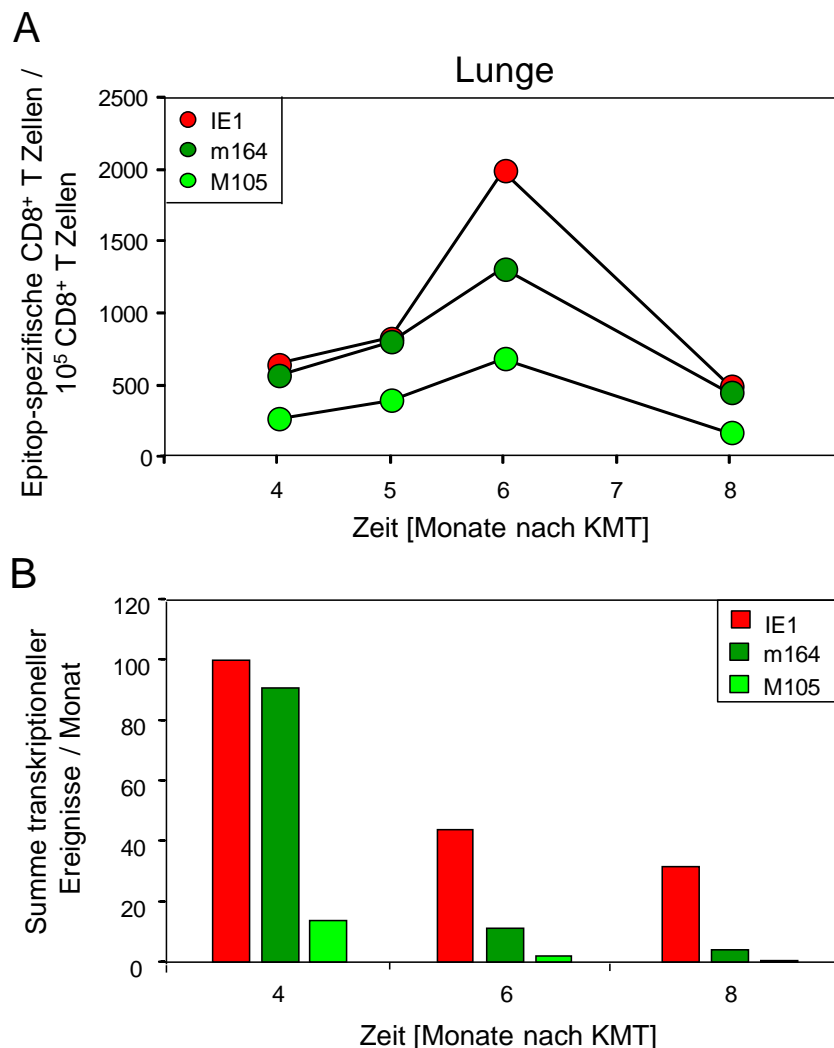 A
Lunge
Epitop-spezifische CD8+ T Zellen /
10⁵ CD8+ T Zellen
2500
2000
1500
1000
500
0
IE1
m164
M105
4
5
6
7
8
Zeit [Monate nach KMT]
B
Summe transkriptioneller
Ereignisse / Monat
120
100
80
60
40
20
0
IE1
m164
M105
4
6
8
Zeit [Monate nach KMT]